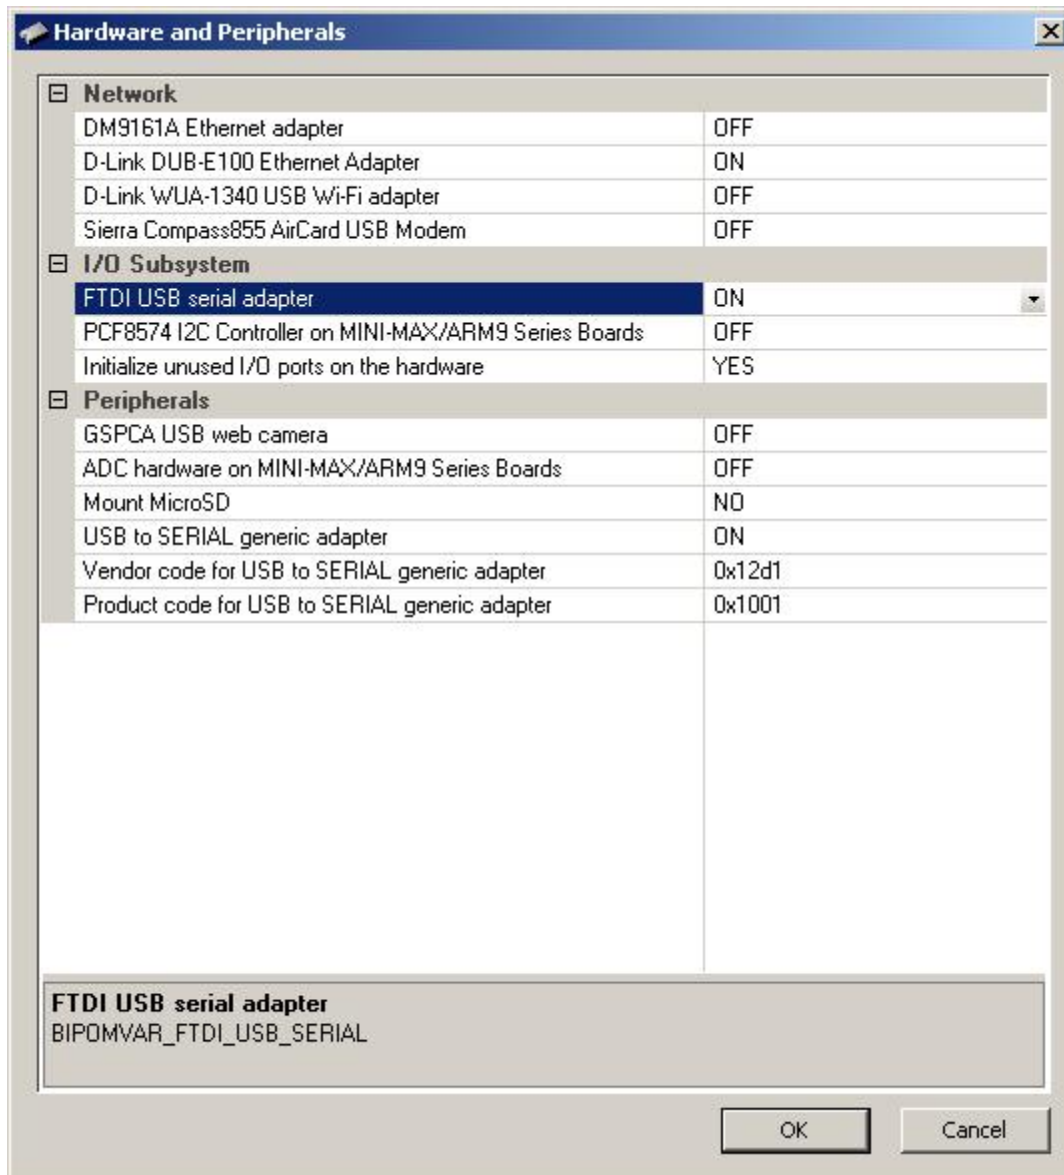 Hardware and Peripherals
Network
DM9161A Ethernet adapter OFF
D-Link DUB-E100 Ethernet Adapter ON
D-Link WUA-1340 USB Wi-Fi adapter OFF
Sierra Compass855 AirCard USB Modem OFF
I/O Subsystem
FTDI USB serial adapter ON
PCF8574 I2C Controller on MINI-MAX/ARM9 Series Boards OFF
Initialize unused I/O ports on the hardware YES
Peripherals
GSPCA USB web camera OFF
ADC hardware on MINI-MAX/ARM9 Series Boards OFF
Mount MicroSD NO
USB to SERIAL generic adapter ON
Vendor code for USB to SERIAL generic adapter 0x12d1
Product code for USB to SERIAL generic adapter 0x1001
FTDI USB serial adapter
BIPOMVAR_FTDI_USB_SERIAL
OK Cancel